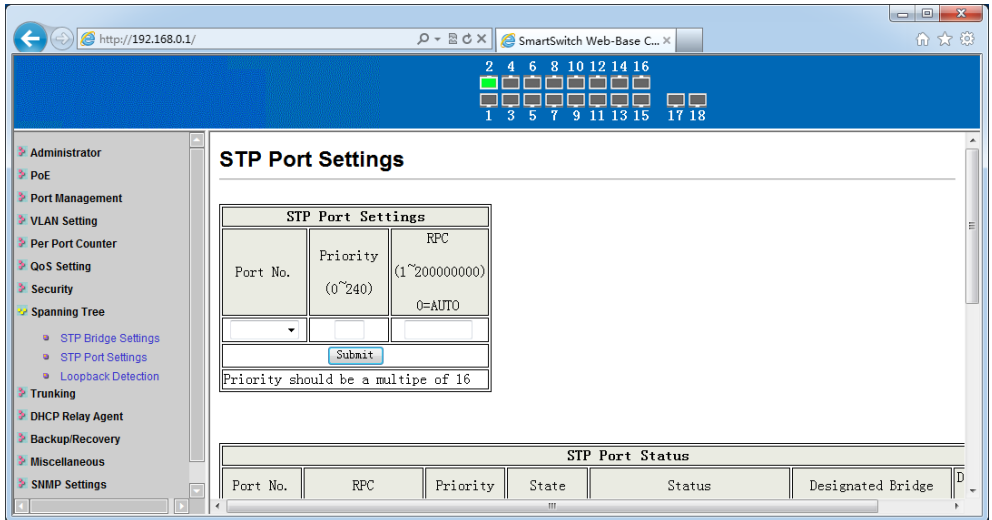 http://192.168.0.1/
SmartSwitch Web-Base C...
2 4 6 8 10 12 14 16
1 3 5 7 9 11 13 15 17 18
Administrator
PoE
Port Management
VLAN Setting
Per Port Counter
QoS Setting
Security
Spanning Tree
STP Bridge Settings
STP Port Settings
Loopback Detection
Trunking
DHCP Relay Agent
Backup/Recovery
Miscellaneous
SNMP Settings
STP Port Settings
STP Port Settings
Port No.
Priority
(0~240)
RPC
(1~200000000)
0=AUTO
Submit
Priority should be a multipe of 16
STP Port Status
Port No. RPC Priority State Status Designated Bridge D